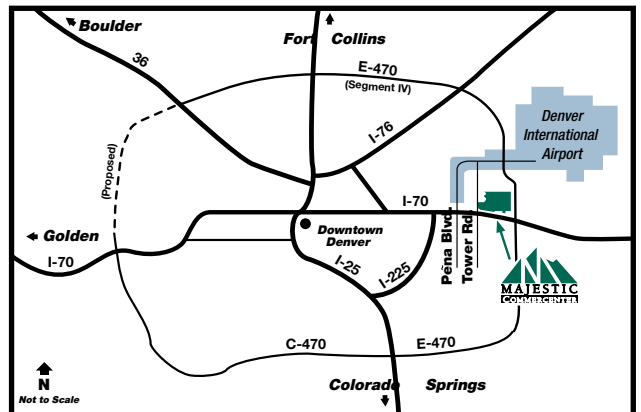 Boulder
Fort Collins
36
E-470
(Segment IV)
I-76
Denver
International
Airport
(Proposed)
I-70
Golden
Downtown
Denver
Pena Blvd.
Tower Rd.
I-70
I-25
I-225
MAJESTIC
COMMERCENTER
C-470
E-470
N
Not to Scale
Colorado Springs